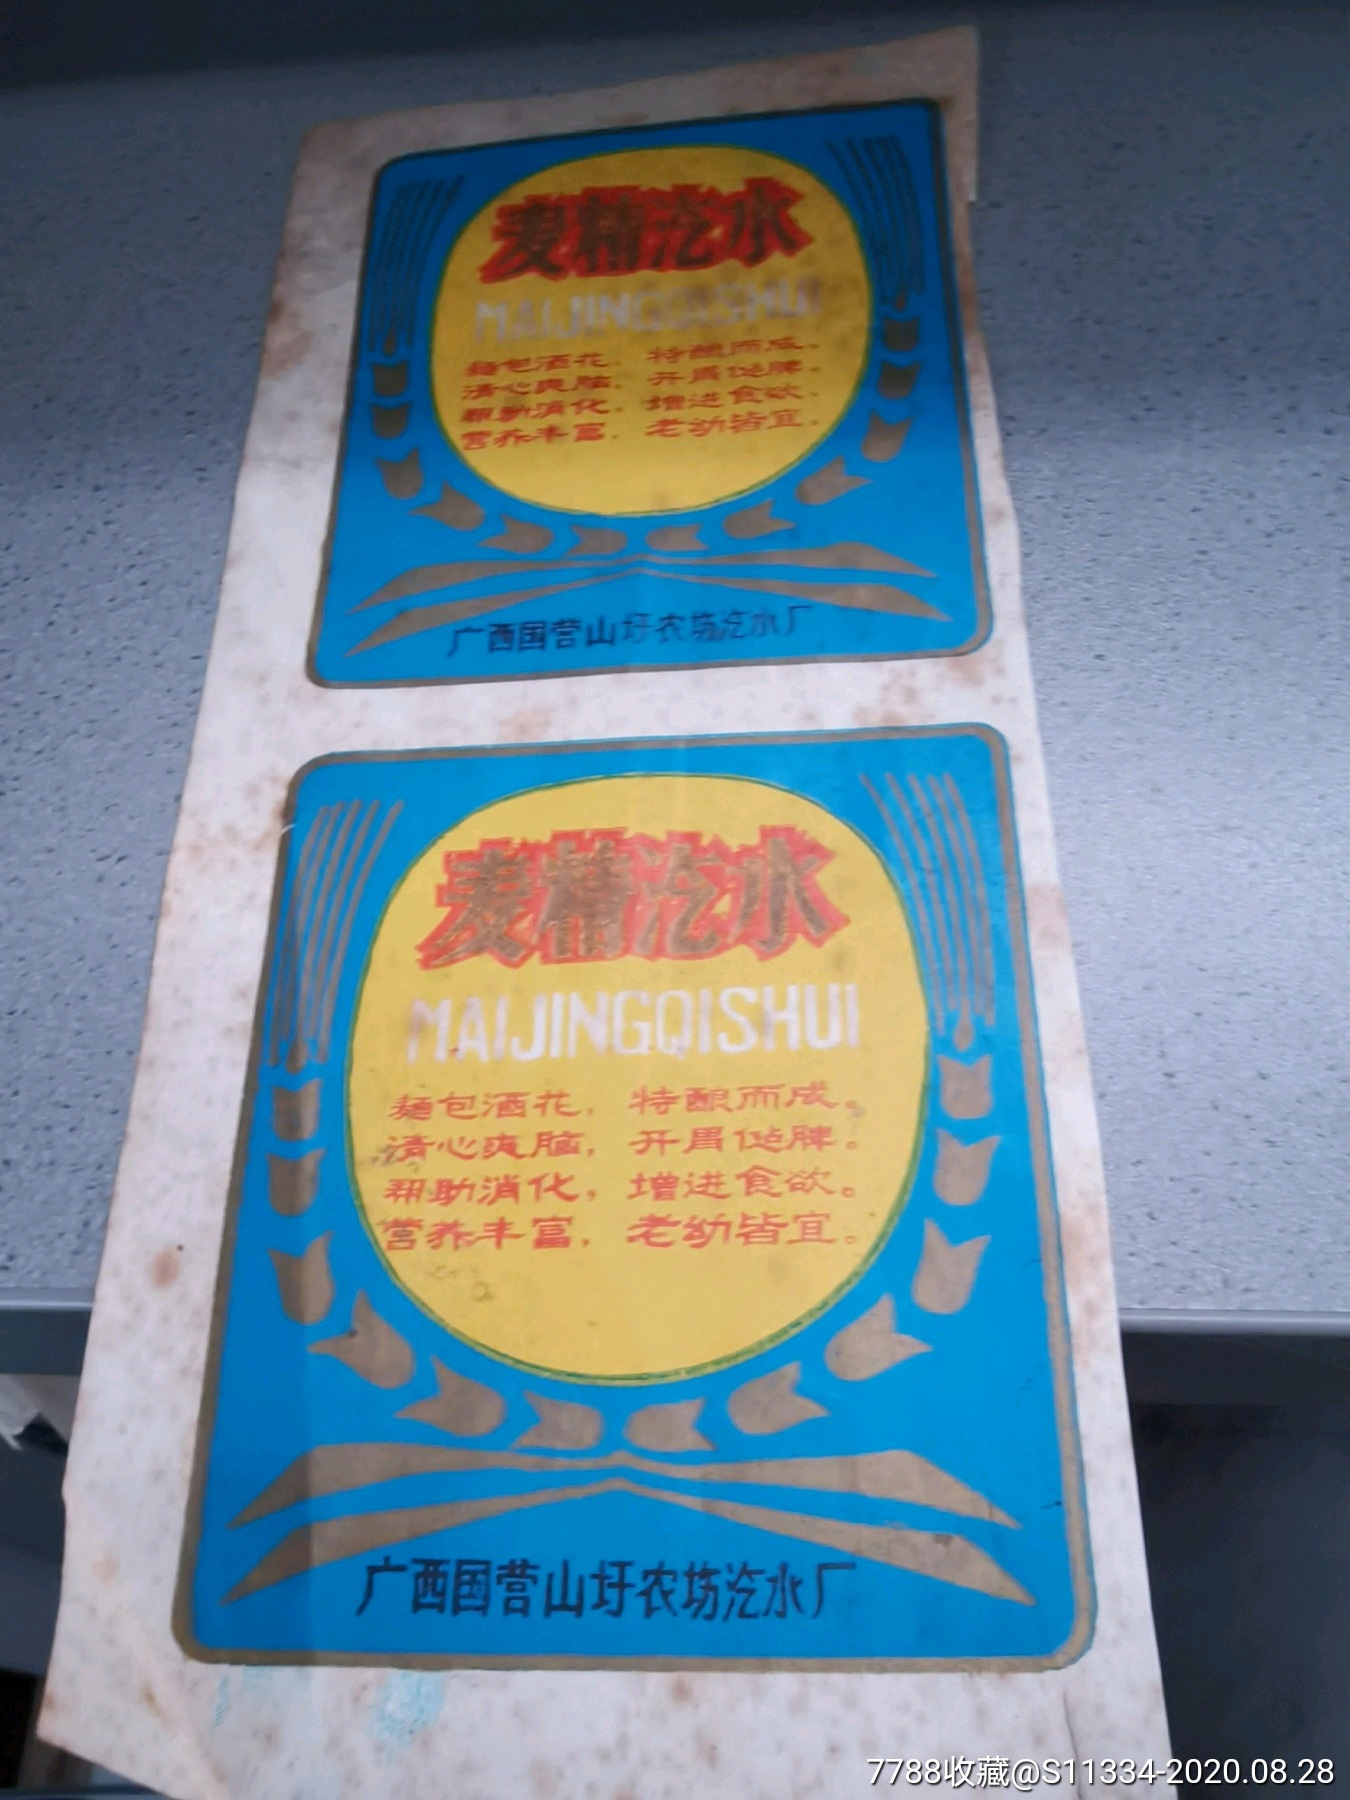 麦精汽水
MAIJINGQISHUI
麺包酒花，特酿而成。
清心爽脑，开胃健脾。
帮助消化，增进食欲。
营养丰富，老幼皆宜。
广西国营山圩农场汽水厂
麦精汽水
MAIJINGQISHUI
麺包酒花，特酿而成。
清心爽脑，开胃健脾。
帮助消化，增进食欲。
营养丰富，老幼皆宜。
广西国营山圩农场汽水厂
7788收藏@S11334-2020.08.28